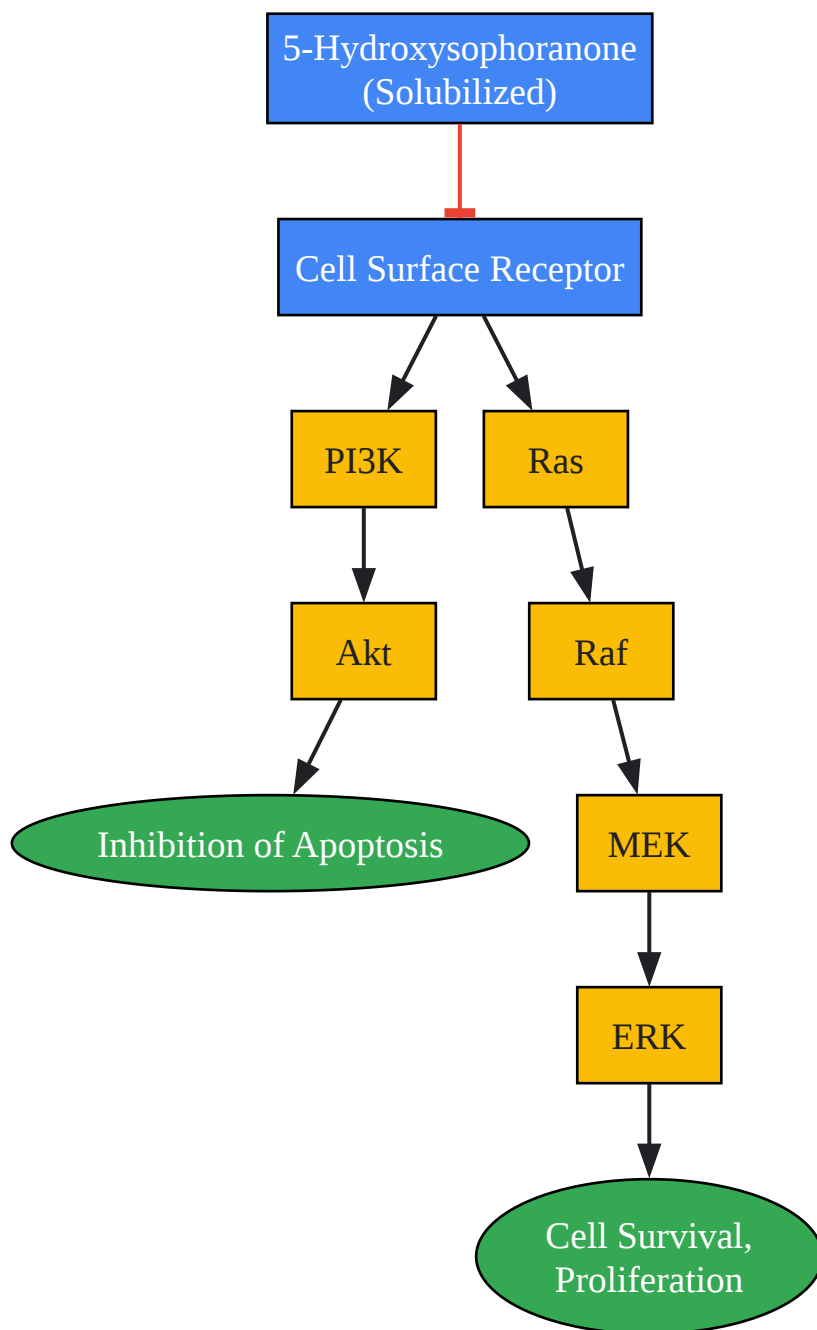 5-Hydroxysophoranone
(Solubilized)
Cell Surface Receptor
PI3K
Ras
Akt
Raf
Inhibition of Apoptosis
MEK
ERK
Cell Survival,
Proliferation